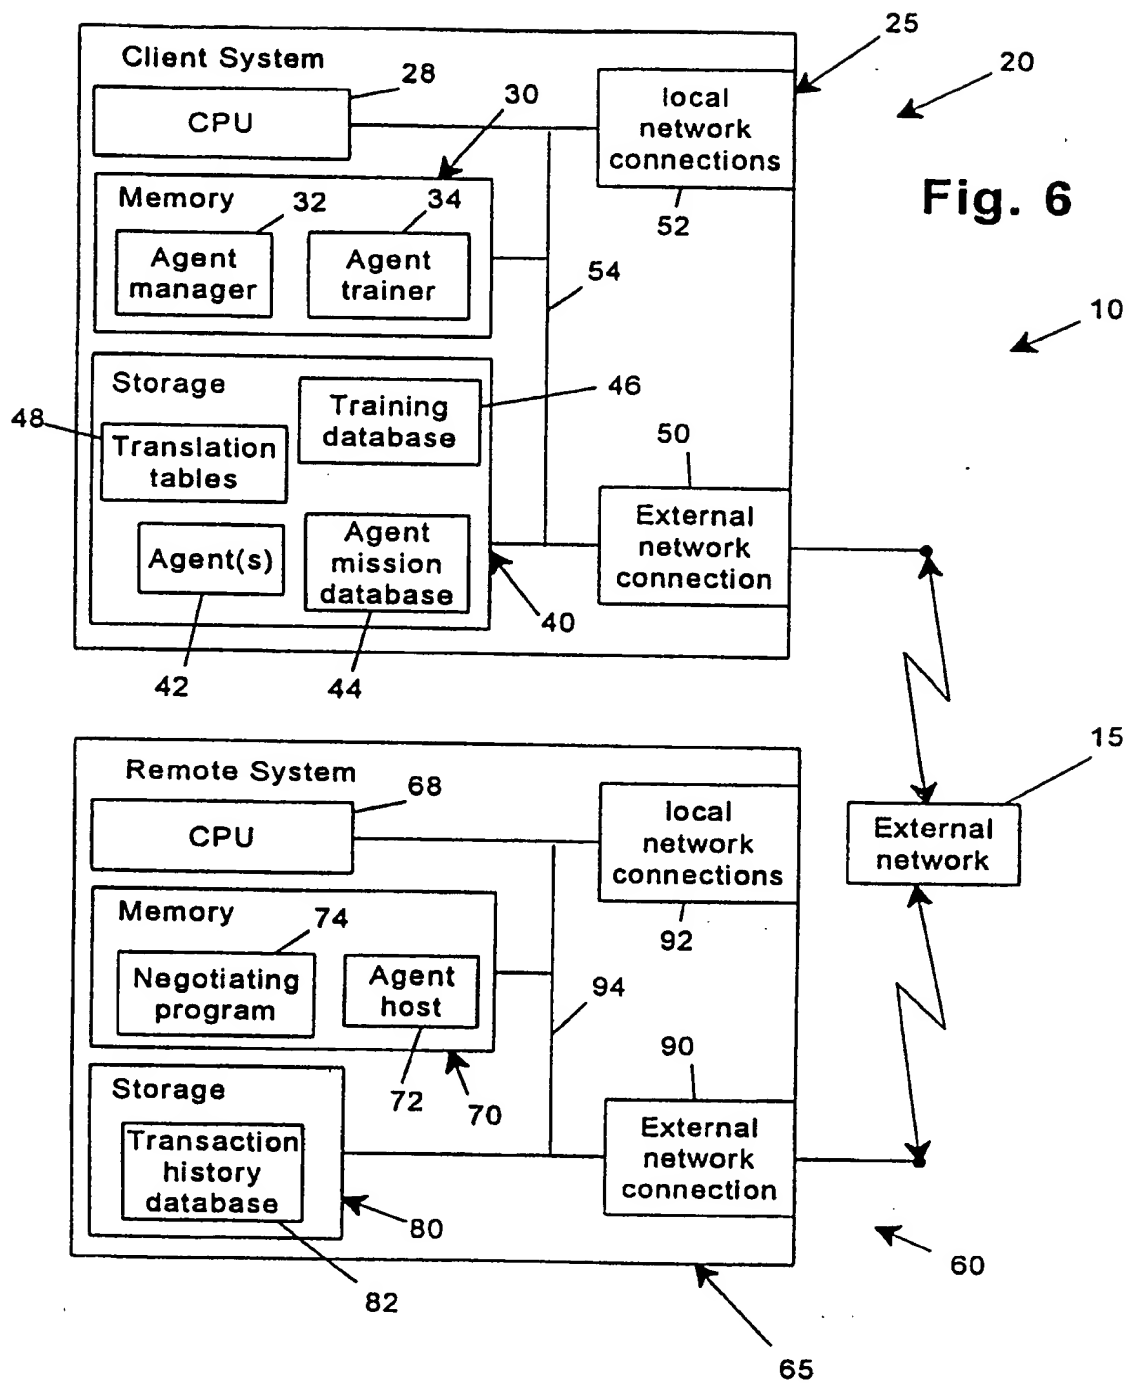 Client System
25
20
28
CPU
30
local
network
connections
Fig. 6
Memory
32
34
52
Agent
manager
Agent
trainer
54
10
Storage
46
Training
database
48
Translation
tables
50
External
network
connection
Agent(s)
Agent
mission
database
40
42
44
15
Remote System
68
CPU
local
network
connections
External
network
Memory
74
92
Negotiating
program
Agent
host
94
90
72
70
Storage
Transaction
history
database
External
network
connection
80
60
82
65